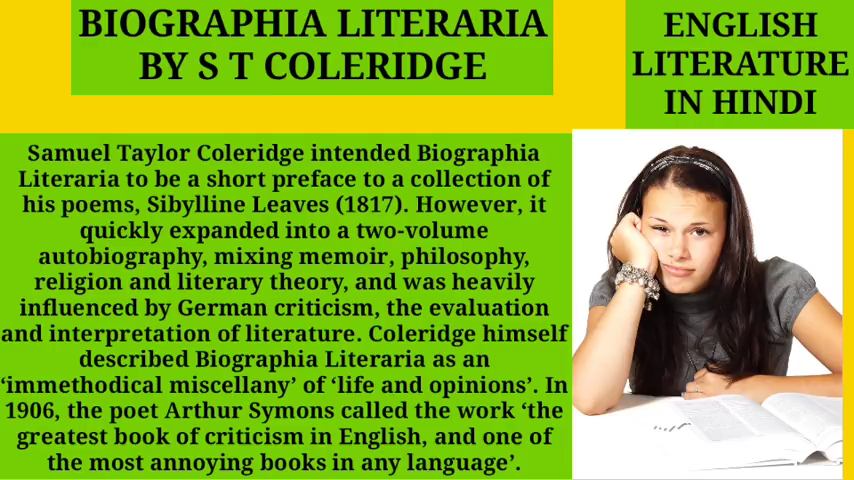 BIOGRAPHIA LITERARIA
BY S T COLERIDGE
ENGLISH
LITERATURE
IN HINDI
Samuel Taylor Coleridge intended Biographia
Literaria to be a short preface to a collection of
his poems, Sibylline Leaves (1817). However, it
quickly expanded into a two-volume
autobiography, mixing memoir, philosophy,
religion and literary theory, and was heavily
influenced by German criticism, the evaluation
and interpretation of literature. Coleridge himself
described Biographia Literaria as an
‘immethodical miscellany’ of ‘life and opinions’. In
1906, the poet Arthur Symons called the work ‘the
greatest book of criticism in English, and one of
the most annoying books in any language’.